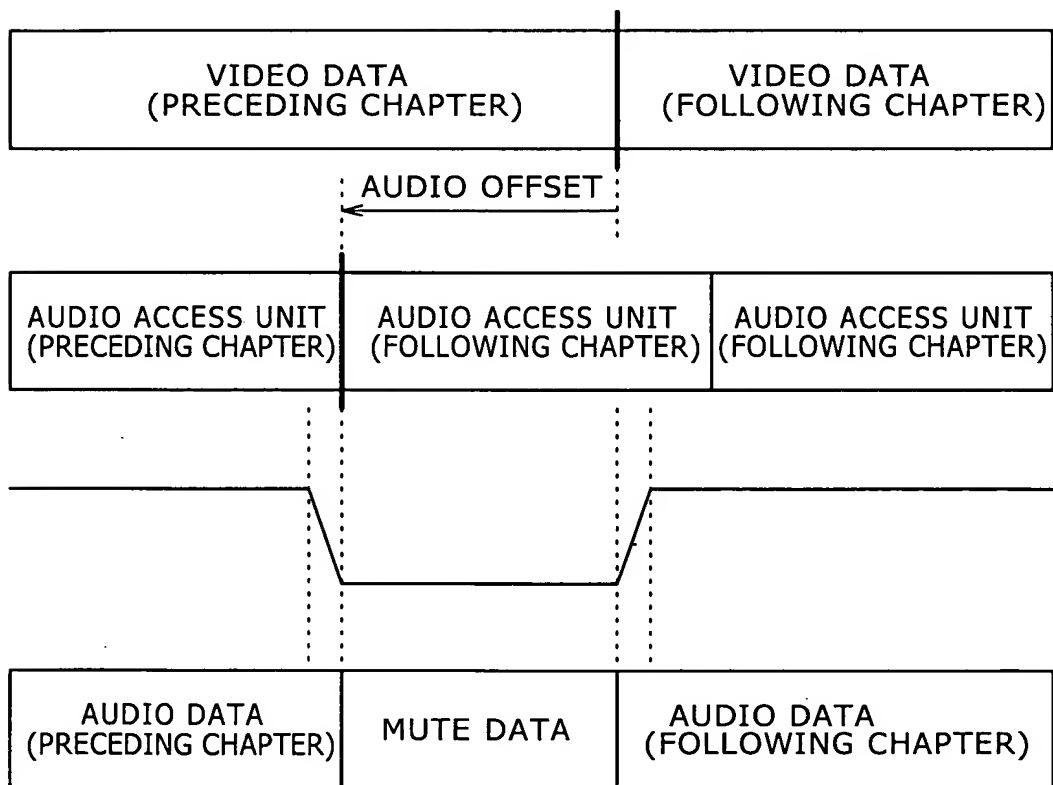 VIDEO DATA
(PRECEDING CHAPTER)
VIDEO DATA
(FOLLOWING CHAPTER)
AUDIO OFFSET
AUDIO ACCESS UNIT
(PRECEDING CHAPTER)
AUDIO ACCESS UNIT
(FOLLOWING CHAPTER)
AUDIO ACCESS UNIT
(FOLLOWING CHAPTER)
AUDIO DATA
(PRECEDING CHAPTER)
MUTE DATA
AUDIO DATA
(FOLLOWING CHAPTER)